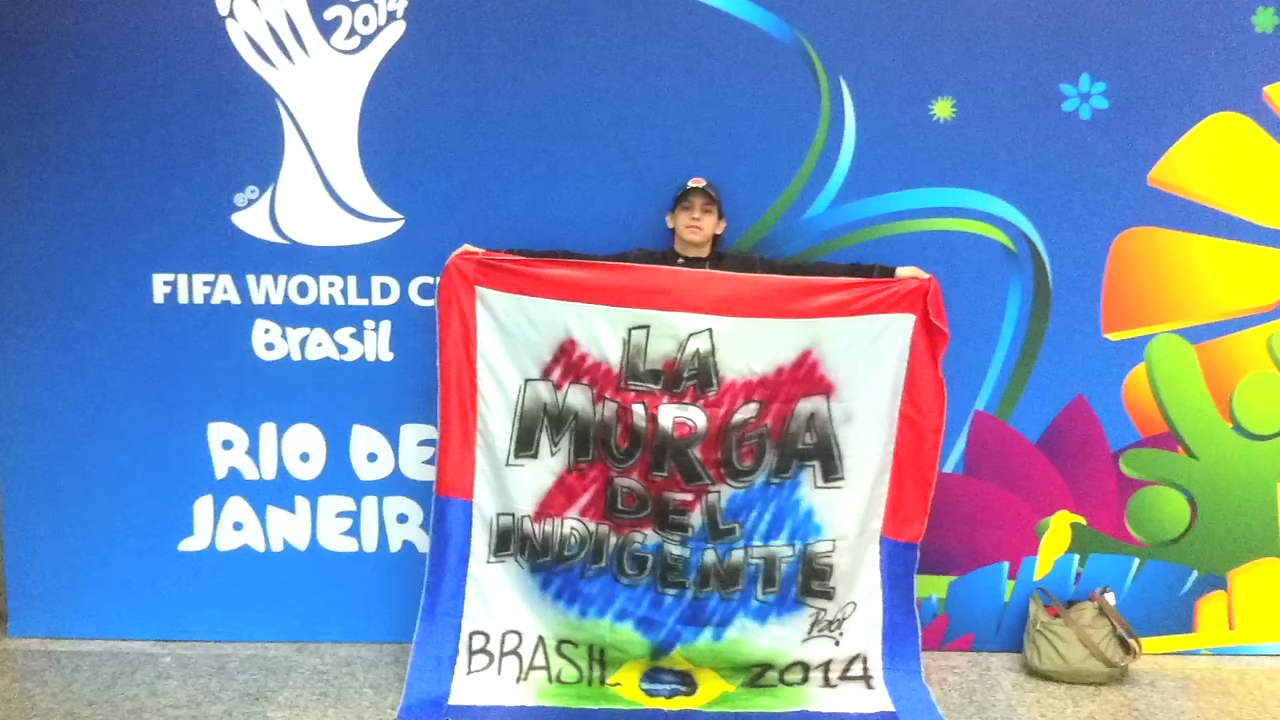 2014
FIFA WORLD C
Brasil
RIO DE
JANEIR
LA
MURGA
DEL
INDIGENTE
BRASIL 2014